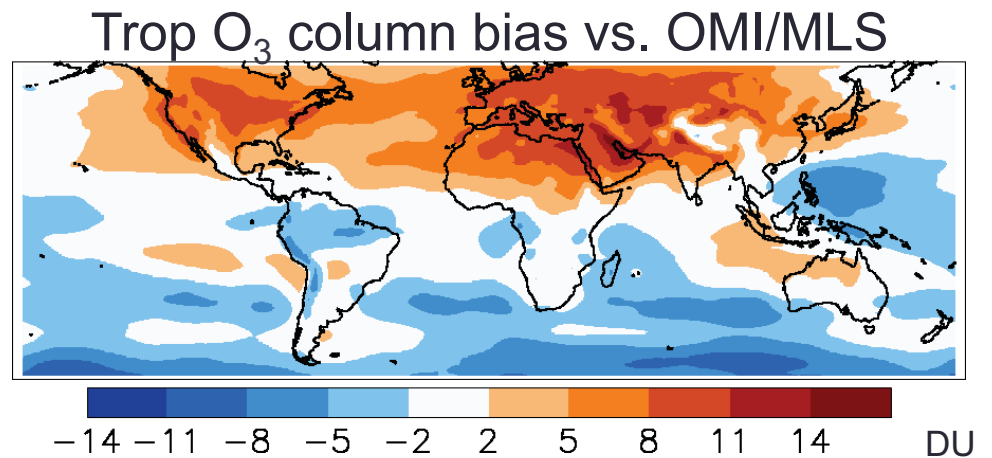 Trop O₃ column bias vs. OMI/MLS
−14 −11 −8 −5 −2 2 5 8 11 14 DU